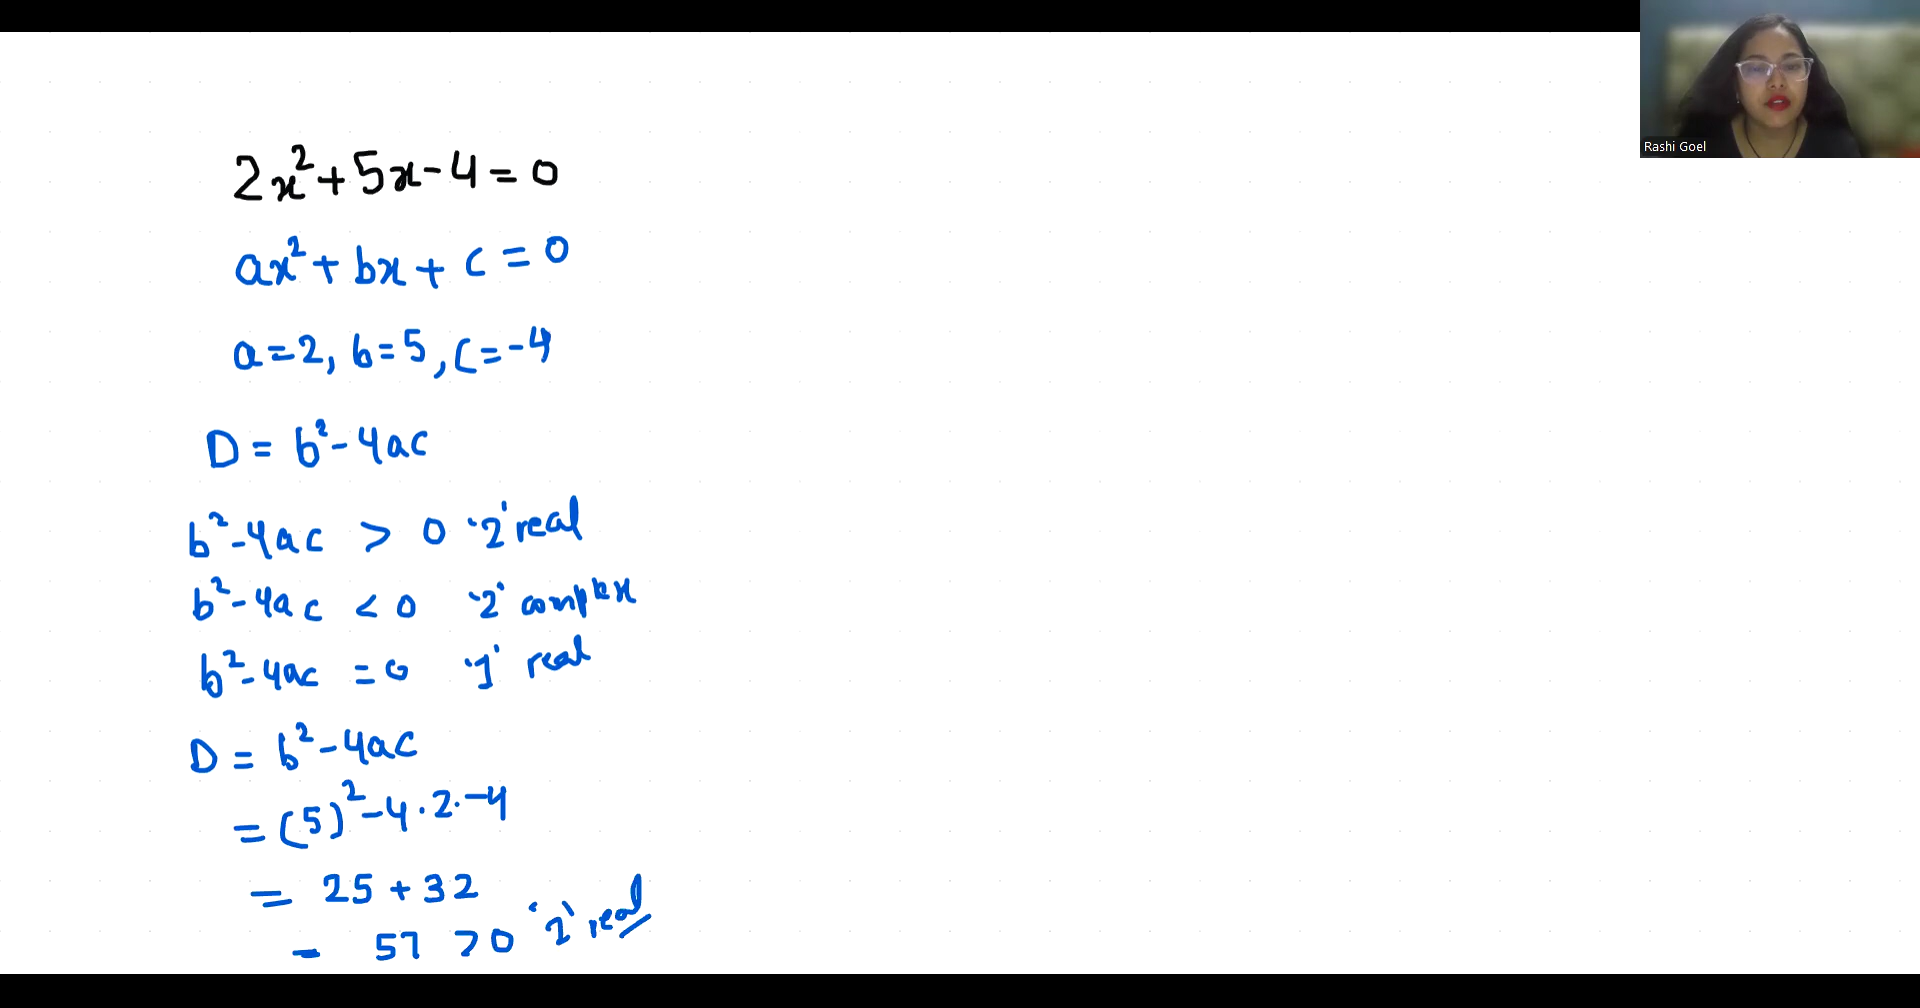 2x²+5x-4=0
ax²+bx+c=0
a=2, b=5, c=-4
D = b²-4ac
b²-4ac > 0 '2' real
b²-4ac < 0 '2' complex
b²-4ac = 0 '1' real
D = b²-4ac
= (5)²-4·2·-4
= 25+32
= 57 >0 '2' real
Rashi Goel